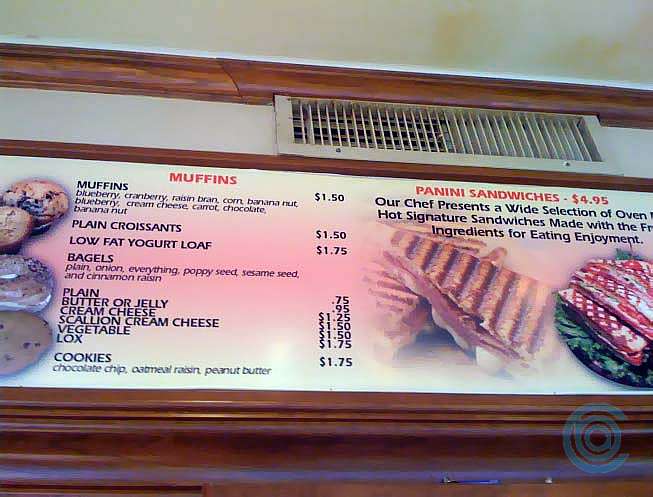 MUFFINS
MUFFINS $1.50
blueberry, cranberry, raisin bran, corn, banana nut,
blueberry, cream cheese, carrot, chocolate,
banana nut
PLAIN CROISSANTS $1.50
LOW FAT YOGURT LOAF $1.75
BAGELS
plain, onion, everything, poppy seed, sesame seed,
and cinnamon raisin
PLAIN .75
BUTTER OR JELLY .95
CREAM CHEESE $1.25
SCALLION CREAM CHEESE $1.50
VEGETABLE $1.50
LOX $1.75
COOKIES $1.75
chocolate chip, oatmeal raisin, peanut butter
PANINI SANDWICHES - $4.95
Our Chef Presents a Wide Selection of Oven
Hot Signature Sandwiches Made with the Fr
Ingredients for Eating Enjoyment.